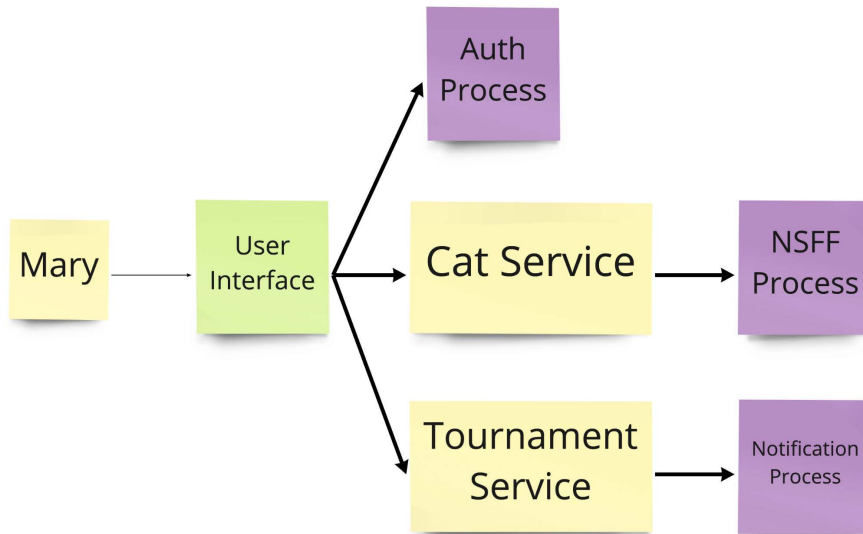 Auth
Process
Mary
User
Interface
Cat Service
NSFF
Process
Tournament
Service
Notification
Process